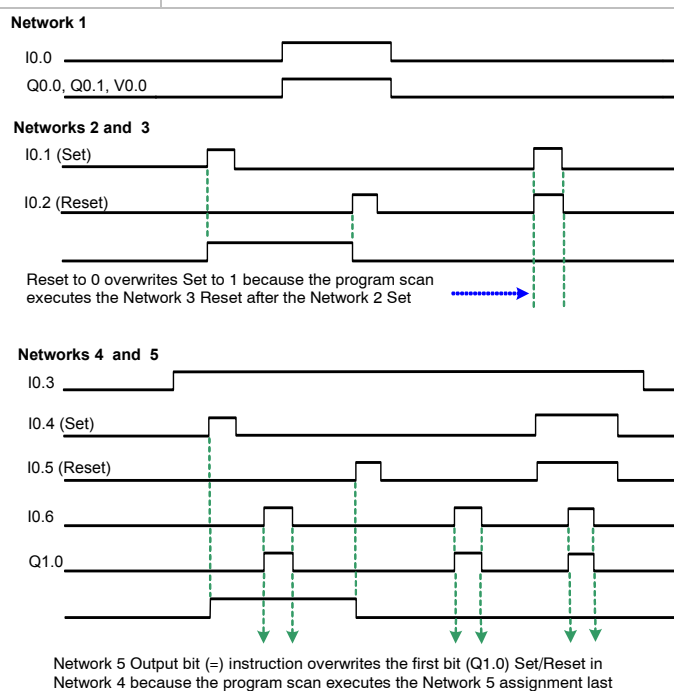 Network 1
I0.0
Q0.0, Q0.1, V0.0
Networks 2 and 3
I0.1 (Set)
I0.2 (Reset)
Reset to 0 overwrites Set to 1 because the program scan
executes the Network 3 Reset after the Network 2 Set
Networks 4 and 5
I0.3
I0.4 (Set)
I0.5 (Reset)
I0.6
Q1.0
Network 5 Output bit (=) instruction overwrites the first bit (Q1.0) Set/Reset in
Network 4 because the program scan executes the Network 5 assignment last